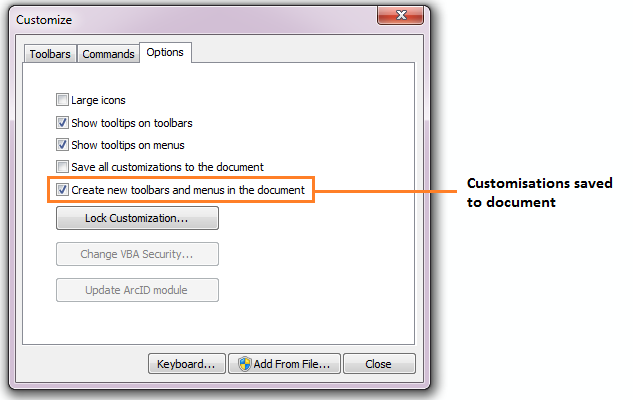 Customize
Toolbars Commands Options
Large icons
Show tooltips on toolbars
Show tooltips on menus
Save all customizations to the document
Create new toolbars and menus in the document
Customisations saved
to document
Lock Customization...
Change VBA Security...
Update ArcID module
Keyboard... Add From File... Close